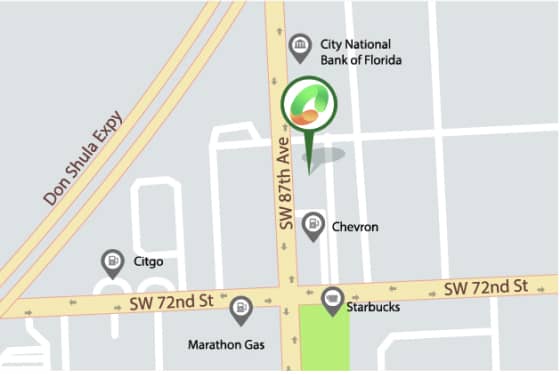 City National
Bank of Florida
Don Shula Expy
SW 87th Ave
Chevron
Citgo
SW 72nd St
SW 72nd St
Starbucks
Marathon Gas